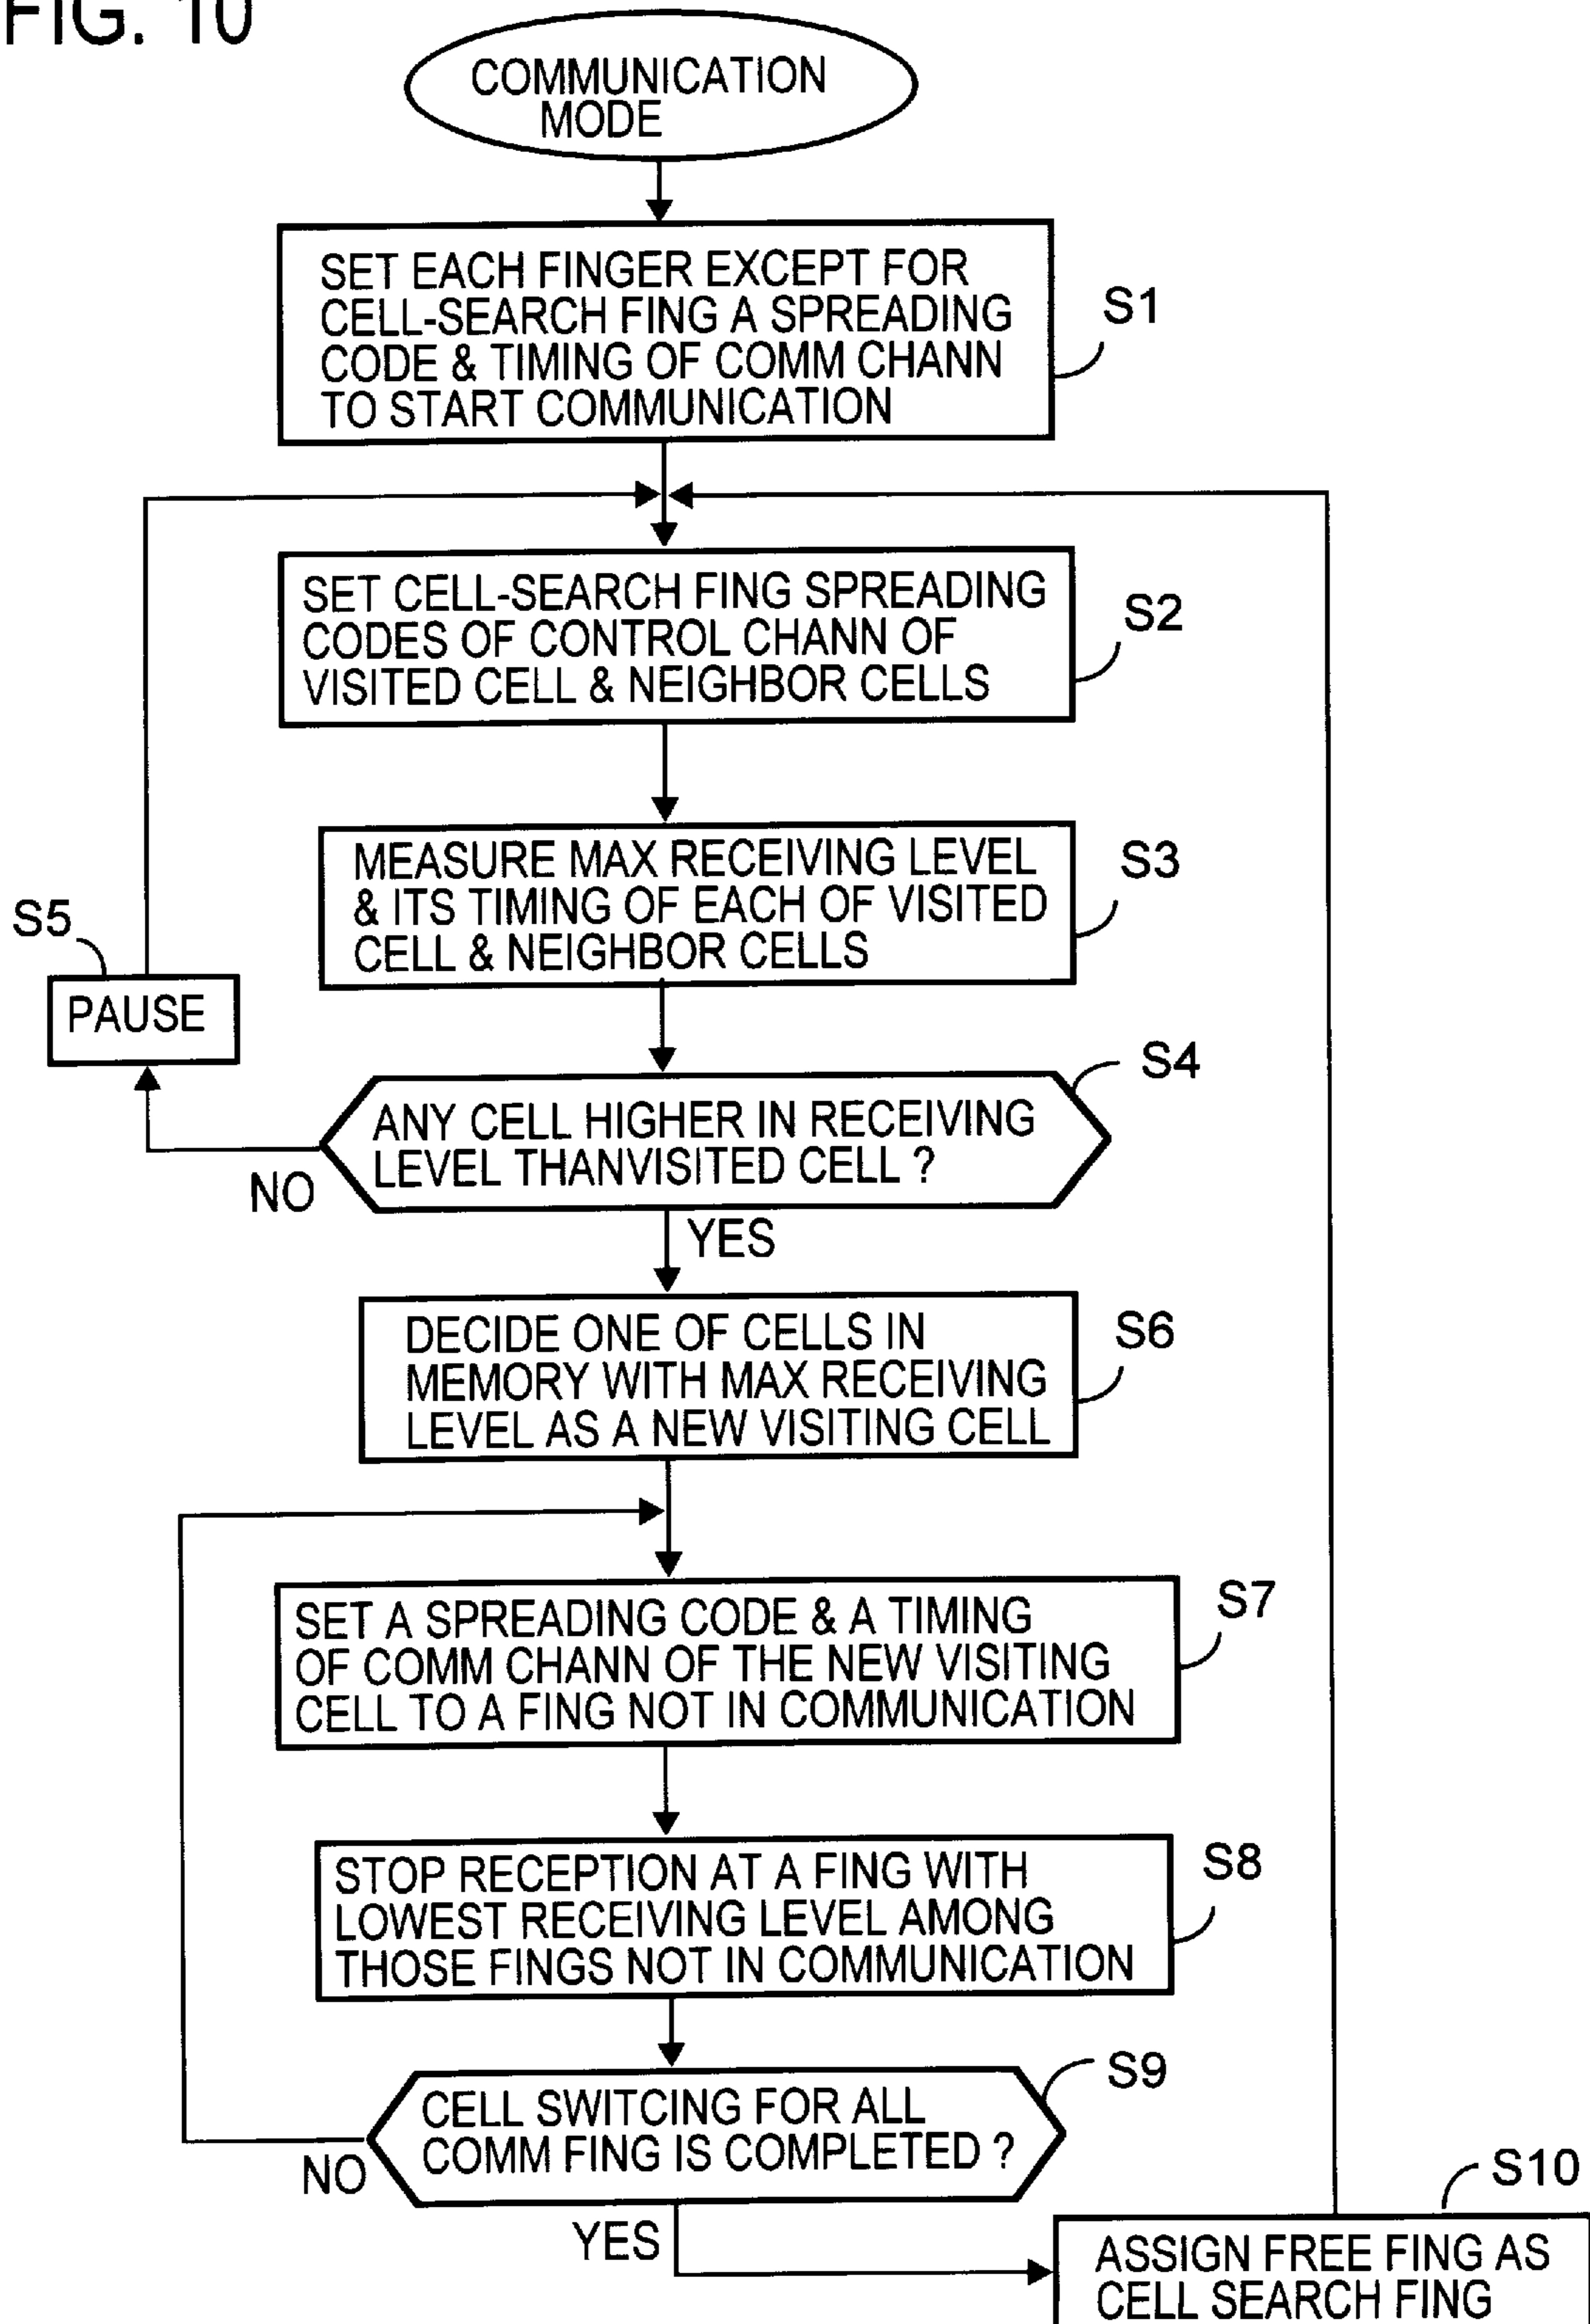 FIG. 10
COMMUNICATION
MODE
SET EACH FINGER EXCEPT FOR
CELL-SEARCH FING A SPREADING
CODE & TIMING OF COMM CHANN
TO START COMMUNICATION
S1
SET CELL-SEARCH FING SPREADING
CODES OF CONTROL CHANN OF
VISITED CELL & NEIGHBOR CELLS
S2
MEASURE MAX RECEIVING LEVEL
& ITS TIMING OF EACH OF VISITED
CELL & NEIGHBOR CELLS
S3
S5
PAUSE
S4
ANY CELL HIGHER IN RECEIVING
LEVEL THANVISITED CELL ?
NO
YES
DECIDE ONE OF CELLS IN
MEMORY WITH MAX RECEIVING
LEVEL AS A NEW VISITING CELL
S6
SET A SPREADING CODE & A TIMING
OF COMM CHANN OF THE NEW VISITING
CELL TO A FING NOT IN COMMUNICATION
S7
STOP RECEPTION AT A FING WITH
LOWEST RECEIVING LEVEL AMONG
THOSE FINGS NOT IN COMMUNICATION
S8
S9
CELL SWITCING FOR ALL
COMM FING IS COMPLETED ?
NO
YES
S10
ASSIGN FREE FING AS
CELL SEARCH FING